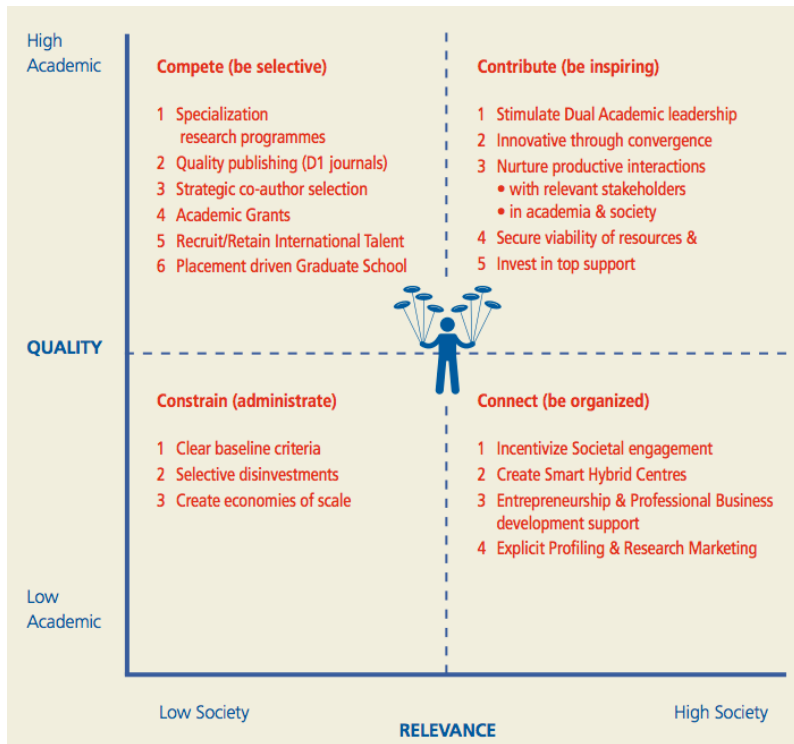 High
Academic
Compete (be selective)
1 Specialization
research programmes
2 Quality publishing (D1 journals)
3 Strategic co-author selection
4 Academic Grants
5 Recruit/Retain International Talent
6 Placement driven Graduate School
Contribute (be inspiring)
1 Stimulate Dual Academic leadership
2 Innovative through convergence
3 Nurture productive interactions
• with relevant stakeholders
• in academia & society
4 Secure viability of resources &
5 Invest in top support
QUALITY
Constrain (administrate)
1 Clear baseline criteria
2 Selective disinvestments
3 Create economies of scale
Connect (be organized)
1 Incentivize Societal engagement
2 Create Smart Hybrid Centres
3 Entrepreneurship & Professional Business
development support
4 Explicit Profiling & Research Marketing
Low
Academic
Low Society
RELEVANCE
High Society